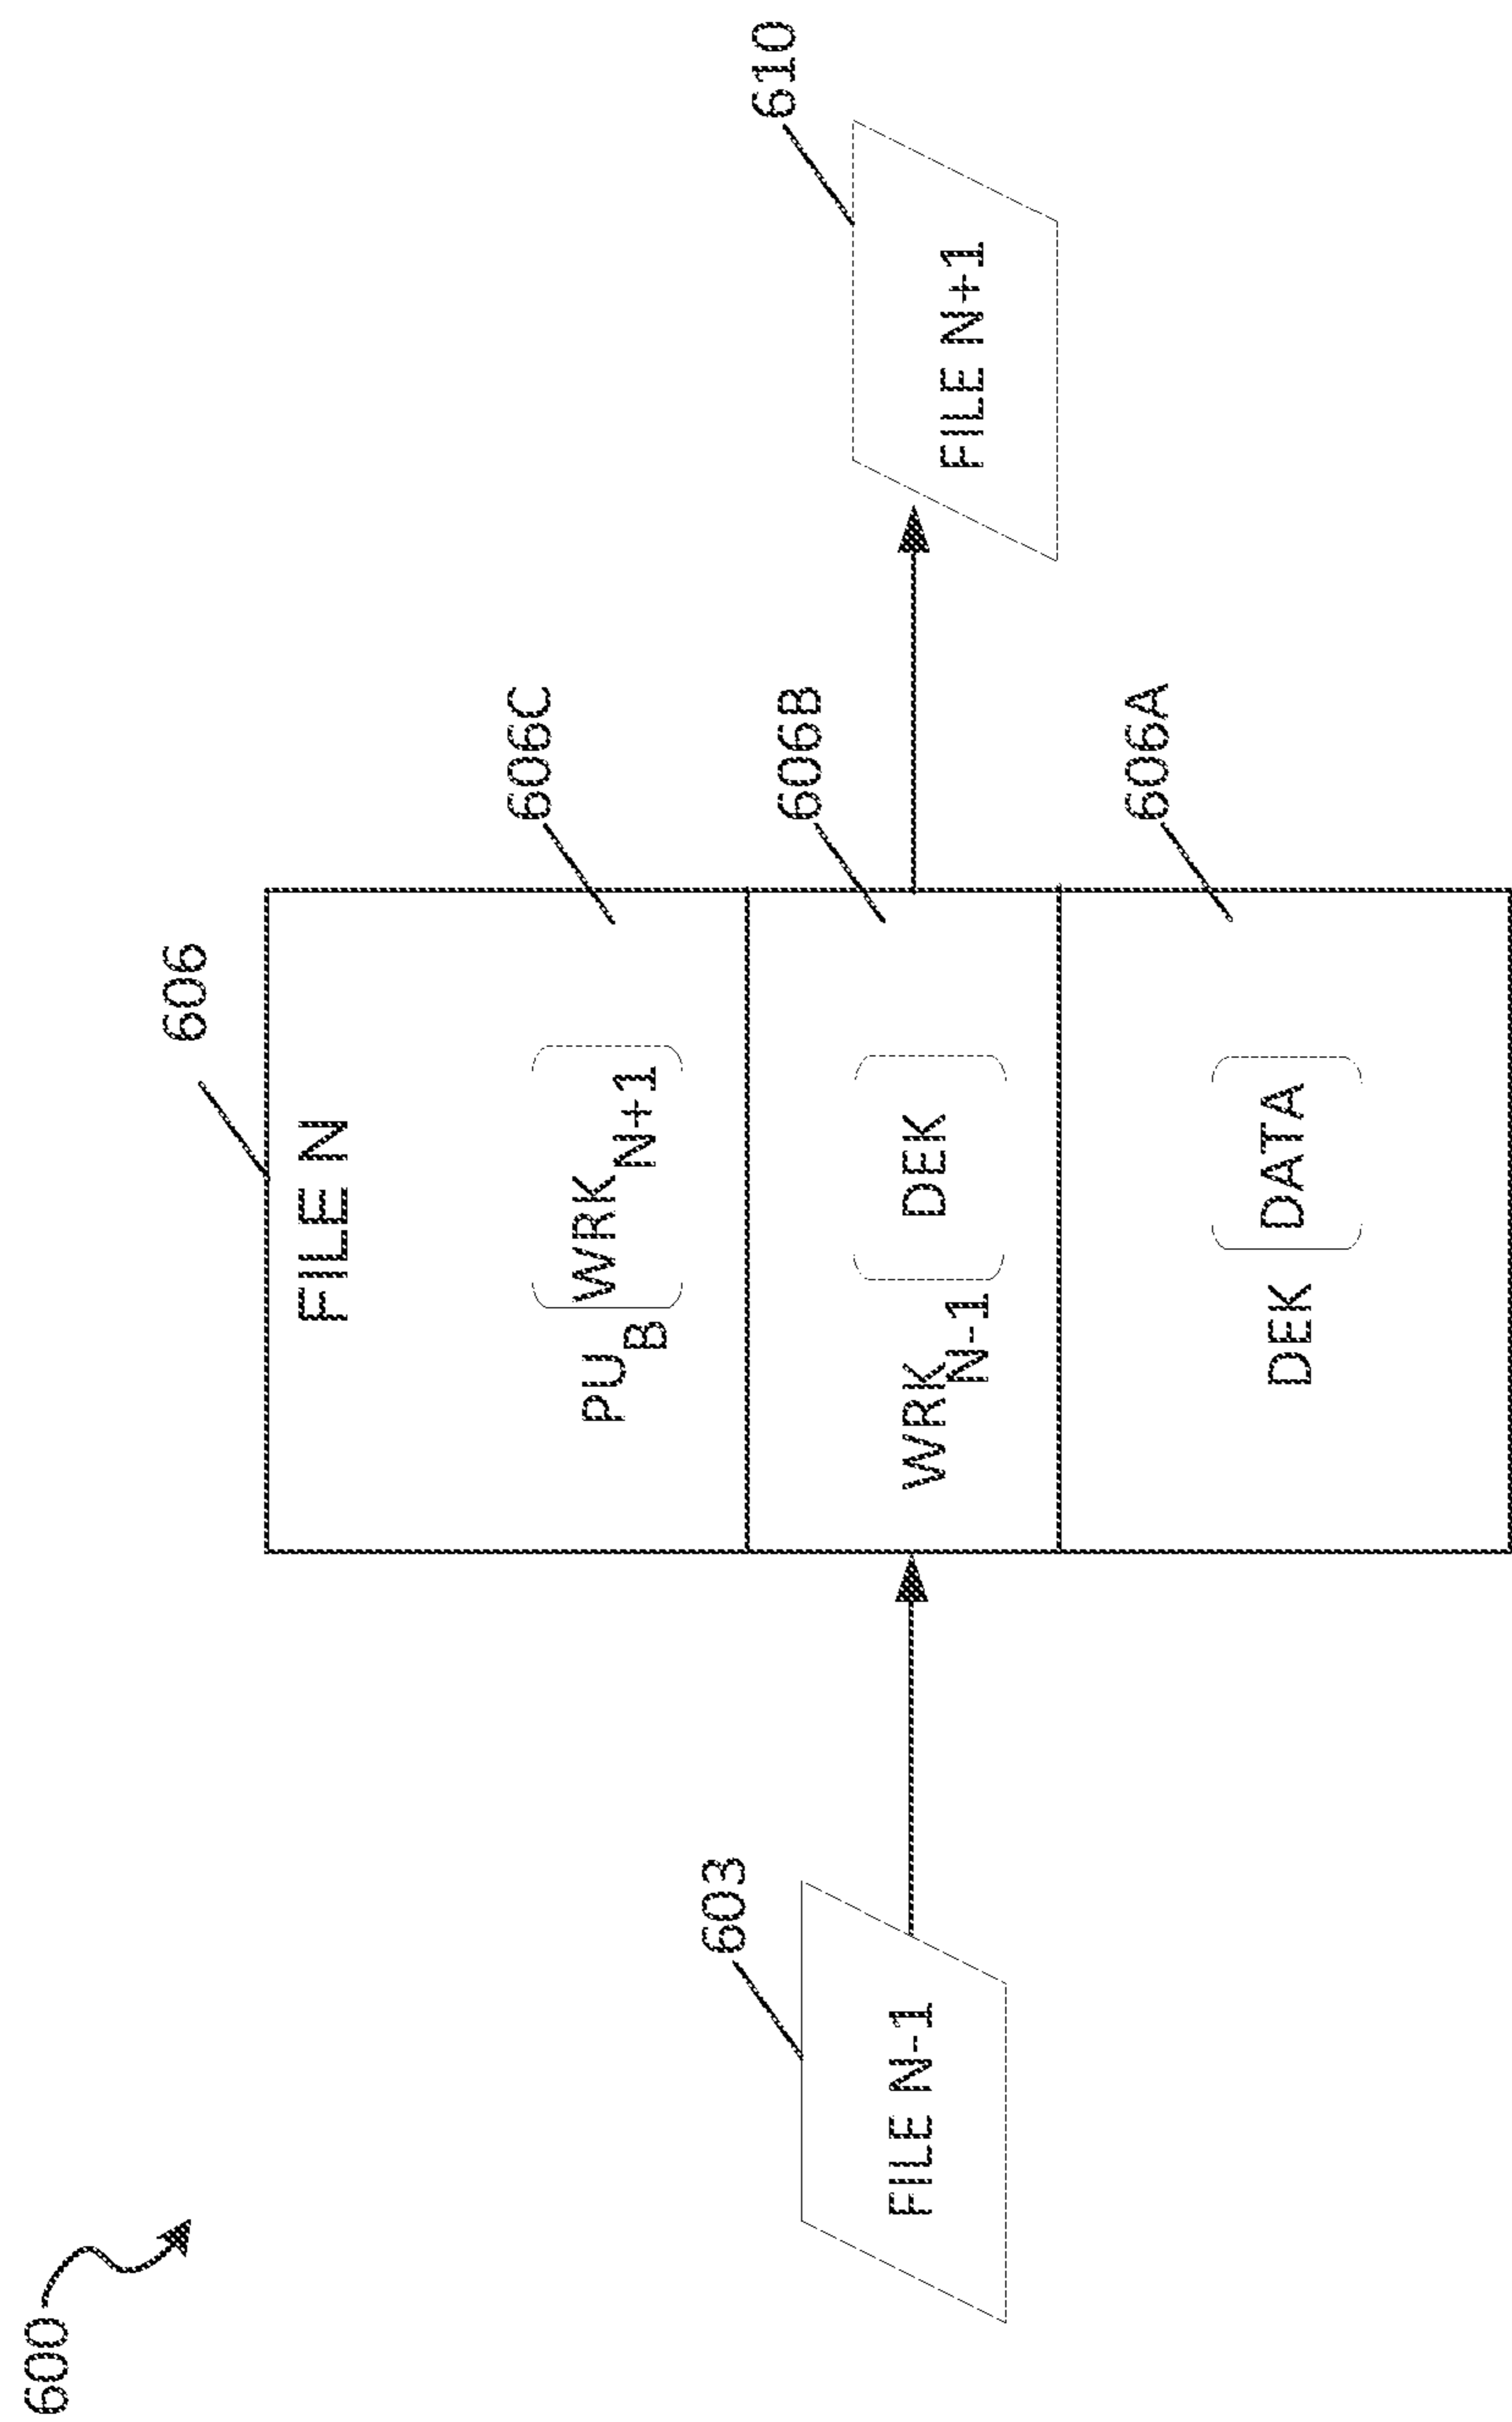 600
606
FILE N
606C
PU_B [WRK_N+1]
603
610
606B
FILE N-1
WRK_N-1 [DEK]
FILE N+1
606A
DEK [DATA]